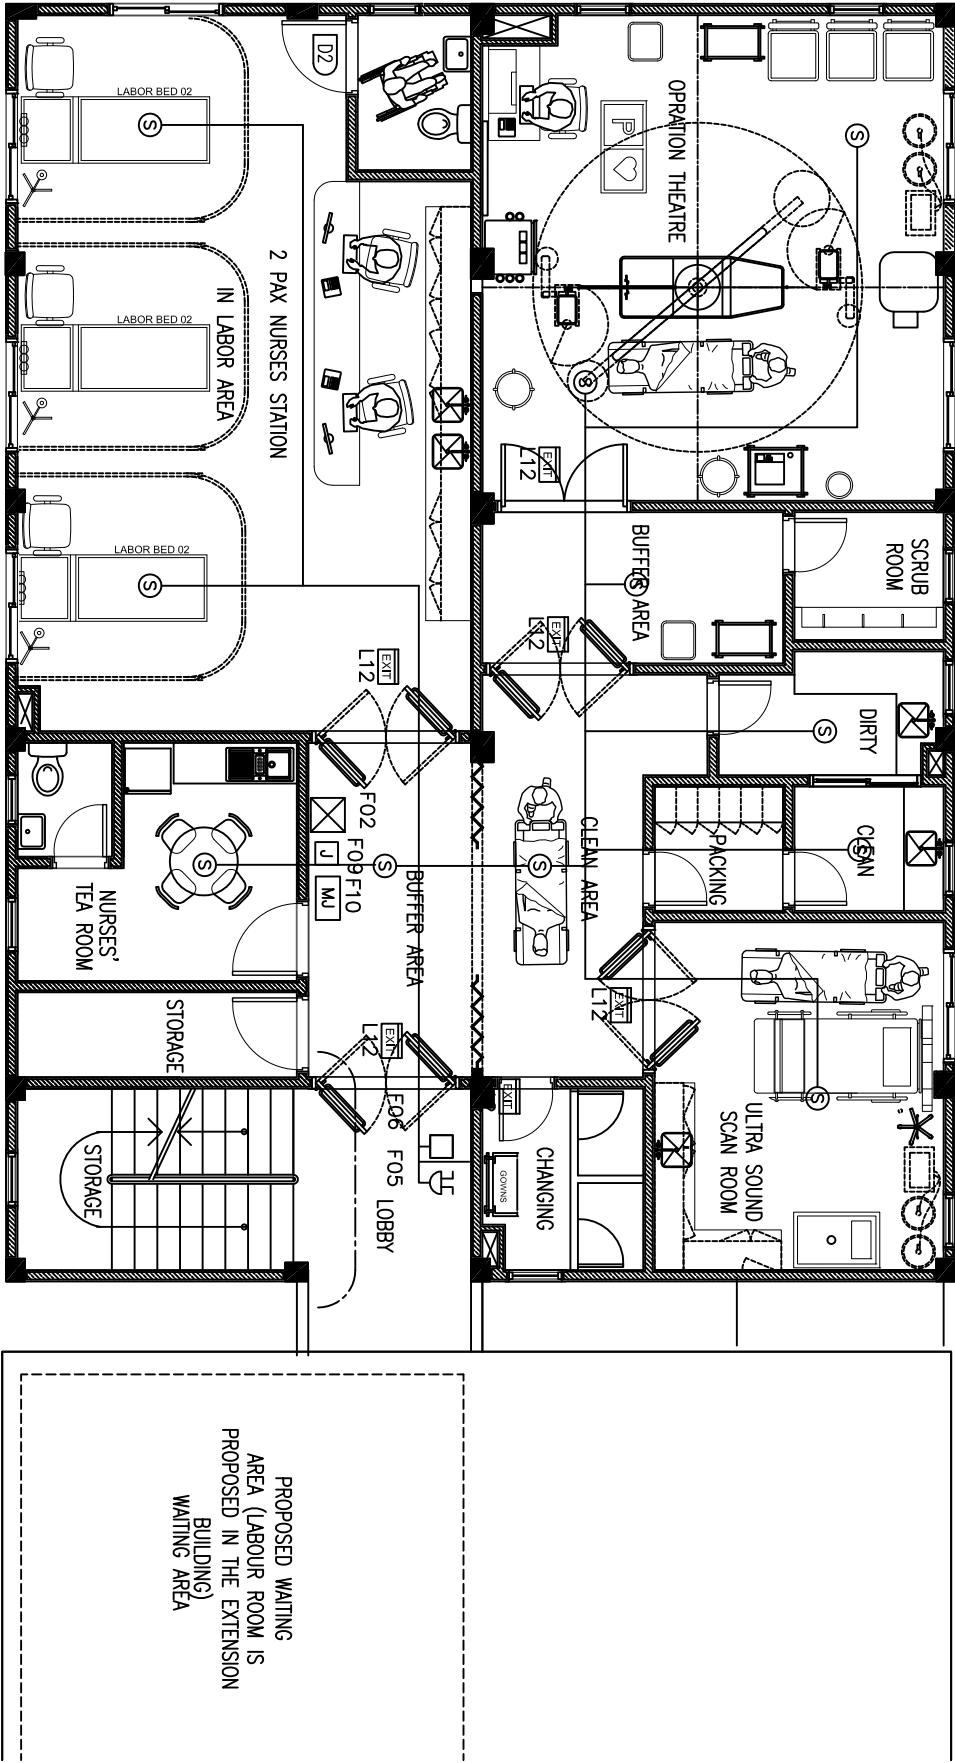 LABOR BED 02
D2
OPRATION THEATRE
P
S
S
2 PAX NURSES STATION
IN LABOR AREA
LABOR BED 02
S
EXIT
L12
LABOR BED 02
S
BUFFER AREA
S
SCRUB
ROOM
EXIT
L12
EXIT
L12
DIRTY
S
F02
F09
F10
J
MJ
S
S
BUFFER AREA
CLEAN AREA
S
PACKING
CLEAN
S
NURSES'
TEA ROOM
EXIT
L12
STORAGE
EXIT
L12
F06
F05
LOBBY
STORAGE
EXIT
GOWNS
CHANGING
S
ULTRA SOUND
SCAN ROOM
PROPOSED WAITING
AREA (LABOUR ROOM IS
PROPOSED IN THE EXTENSION
BUILDING)
WAITING AREA